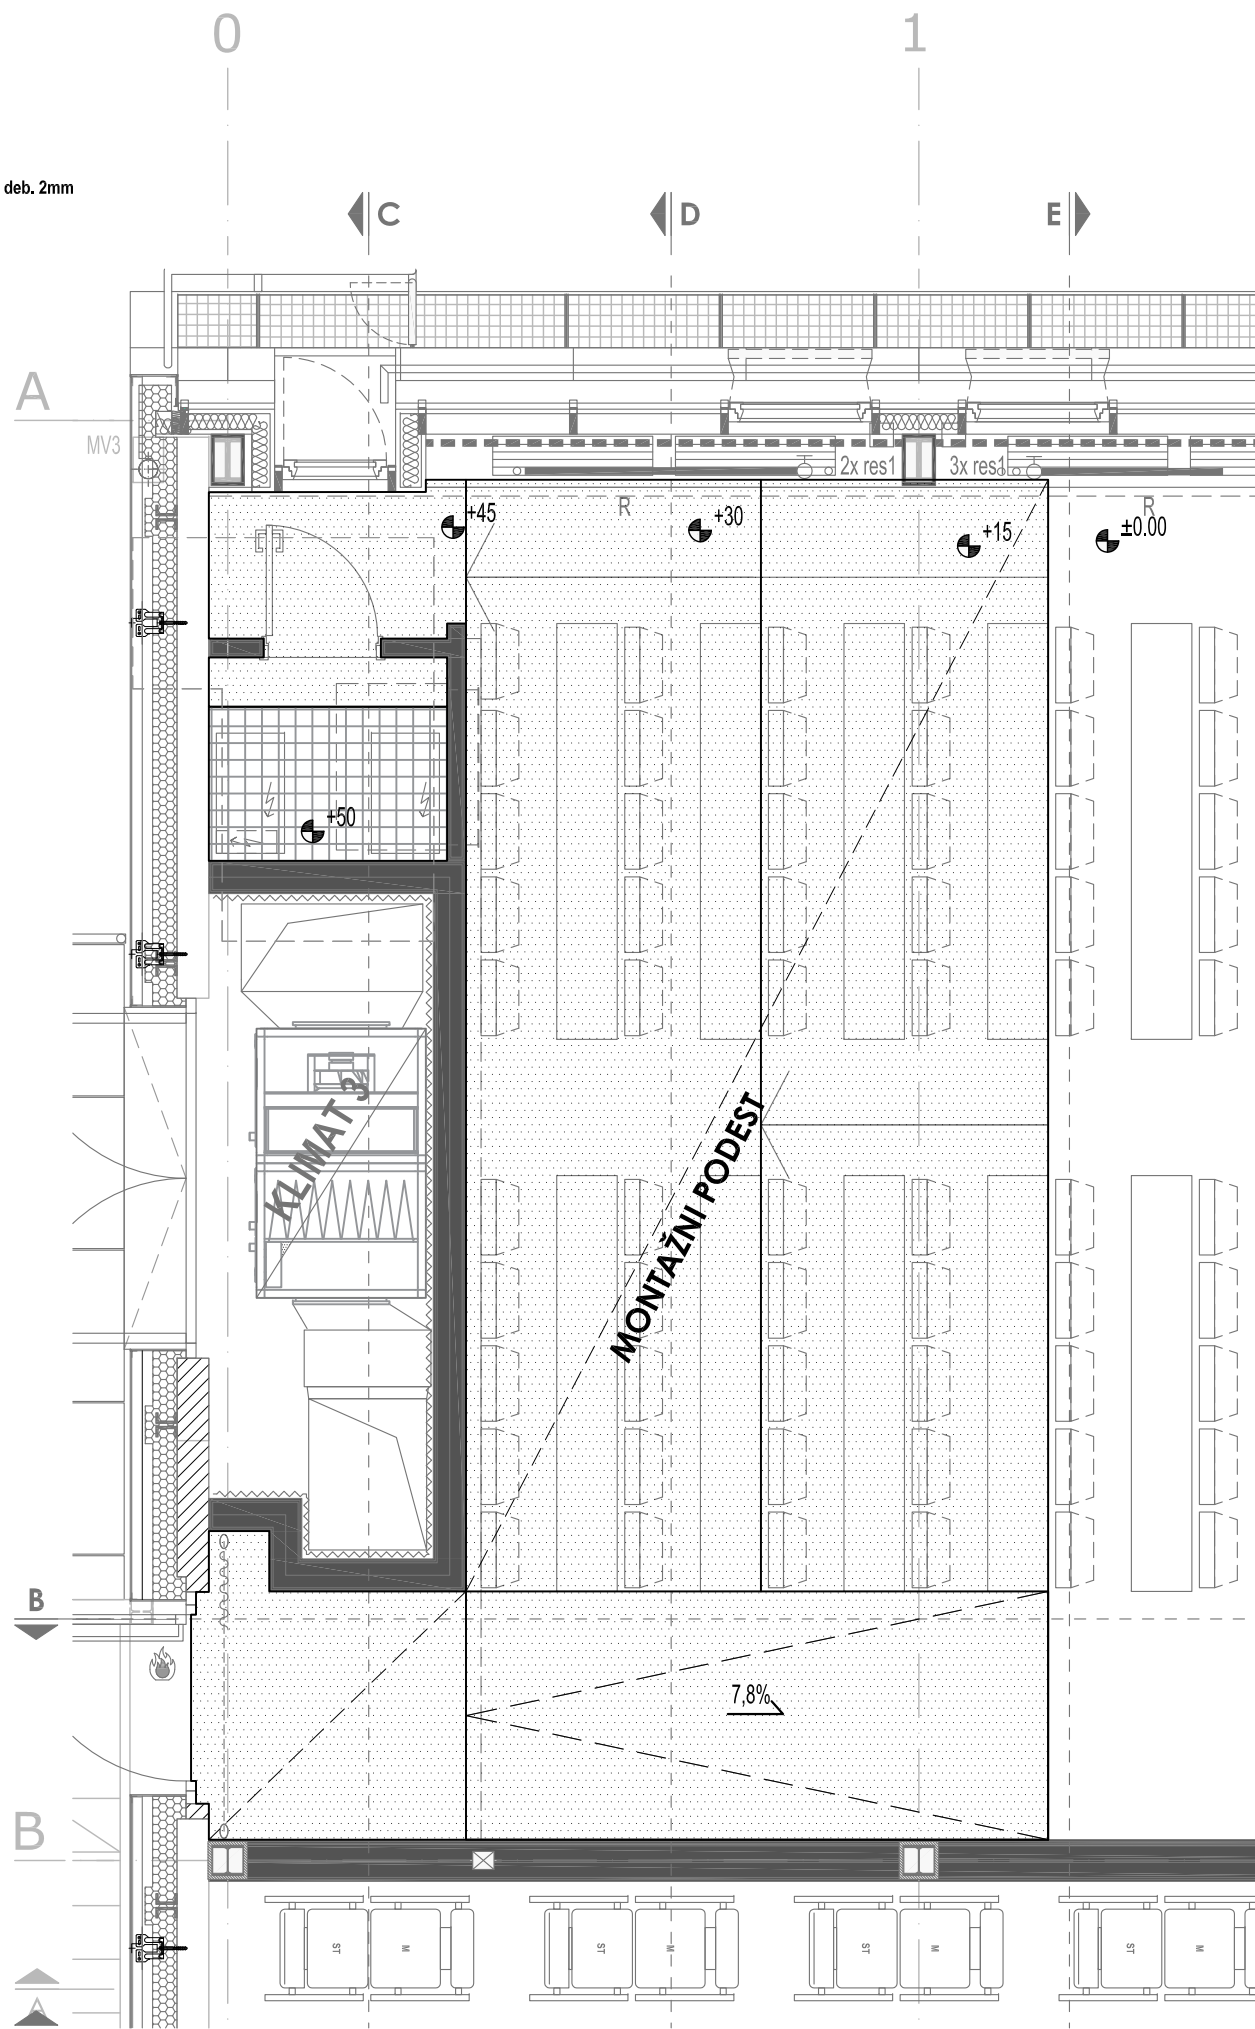 0
1
deb. 2mm
C
D
E
A
MV3
2x res1
3x res1
R
R
+45
+30
+15
±0.00
+50
KLIMAT 3
MONTAŽNI PODEST
B
7,8%
B
ST
M
ST
M
ST
M
ST
M
A